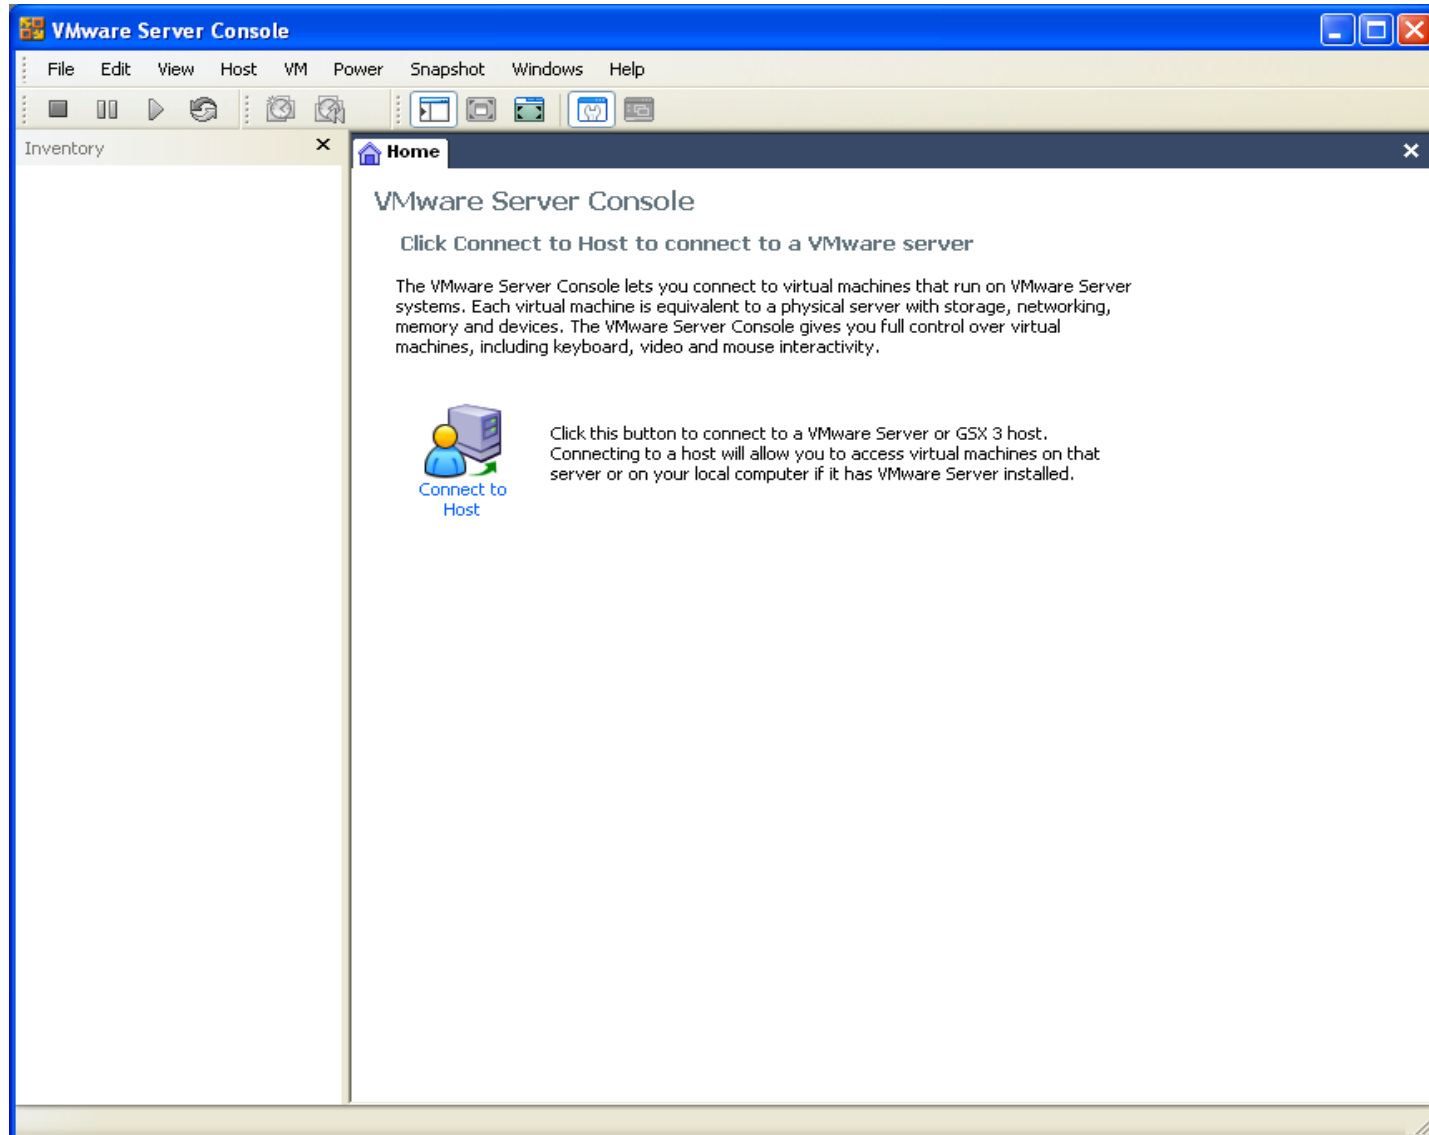 VMware Server Console
File Edit View Host VM Power Snapshot Windows Help
Inventory
Home
VMware Server Console
Click Connect to Host to connect to a VMware server
The VMware Server Console lets you connect to virtual machines that run on VMware Server
systems. Each virtual machine is equivalent to a physical server with storage, networking,
memory and devices. The VMware Server Console gives you full control over virtual
machines, including keyboard, video and mouse interactivity.
Connect to
Host
Click this button to connect to a VMware Server or GSX 3 host.
Connecting to a host will allow you to access virtual machines on that
server or on your local computer if it has VMware Server installed.